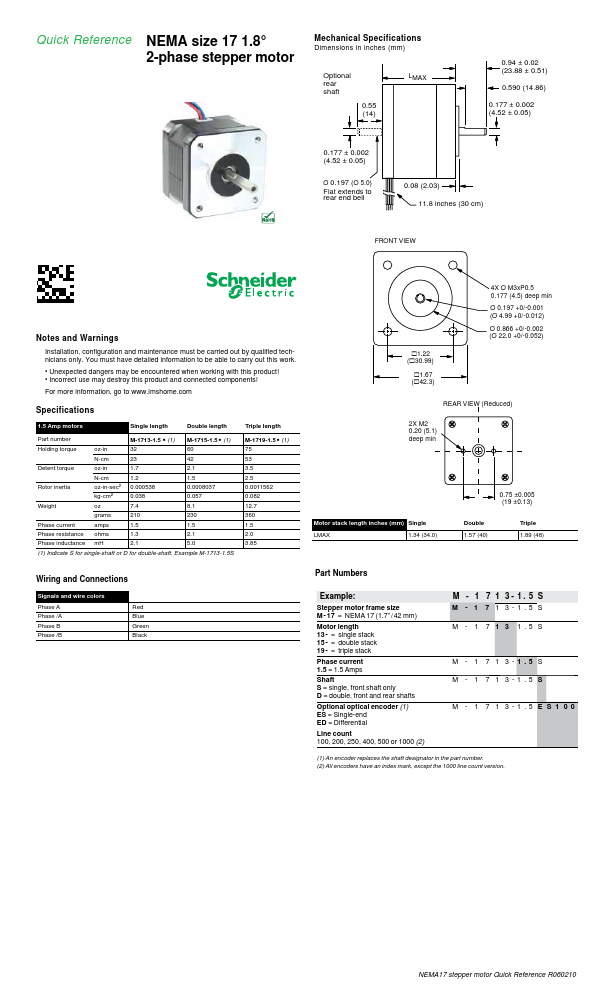 Quick Reference
NEMA size 17 1.8°
2-phase stepper motor
RoHS
Schneider
Electric
Notes and Warnings
Installation, configuration and maintenance must be carried out by qualified tech-
nicians only. You must have detailed information to be able to carry out this work.
• Unexpected dangers may be encountered when working with this product!
• Incorrect use may destroy this product and connected components!
For more information, go to www.imshome.com
Specifications
1.5 Amp motors Single length Double length Triple length
Part number M-1713-1.5 • (1) M-1715-1.5 • (1) M-1719-1.5 • (1)
Holding torque oz-in 32 60 75
N-cm 23 42 53
Detent torque oz-in 1.7 2.1 3.5
N-cm 1.2 1.5 2.5
Rotor inertia oz-in-sec² 0.000538 0.0008037 0.0011562
kg-cm² 0.038 0.057 0.082
Weight oz 7.4 8.1 12.7
grams 210 230 360
Phase current amps 1.5 1.5 1.5
Phase resistance ohms 1.3 2.1 2.0
Phase inductance mH 2.1 5.0 3.85
(1) Indicate S for single-shaft or D for double-shaft. Example M-1713-1.5S
Wiring and Connections
Signals and wire colors
Phase A Red
Phase /A Blue
Phase B Green
Phase /B Black
Mechanical Specifications
Dimensions in inches (mm)
Optional
rear
shaft
LMAX
0.94 ± 0.02
(23.88 ± 0.51)
0.590 (14.86)
0.55
(14)
0.177 ± 0.002
(4.52 ± 0.05)
0.177 ± 0.002
(4.52 ± 0.05)
∅ 0.197 (∅ 5.0)
Flat extends to
rear end bell
0.08 (2.03)
11.8 inches (30 cm)
FRONT VIEW
4X ∅ M3xP0.5
0.177 (4.5) deep min
∅ 0.197 +0/-0.001
(∅ 4.99 +0/-0.012)
∅ 0.866 +0/-0.002
(∅ 22.0 +0/-0.052)
□1.22
(□30.99)
□1.67
(□42.3)
REAR VIEW (Reduced)
2X M2
0.20 (5.1)
deep min
0.75 ±0.005
(19 ±0.13)
Motor stack length inches (mm) Single Double Triple
LMAX 1.34 (34.0) 1.57 (40) 1.89 (48)
Part Numbers
Example: M - 1 7 1 3 - 1 . 5 S
Stepper motor frame size M - 1 7 1 3 - 1 . 5 S
M-17 = NEMA 17 (1.7" / 42 mm)
Motor length M - 1 7 1 3 1 . 5 S
13- = single stack
15- = double stack
19- = triple stack
Phase current M - 1 7 1 3 - 1 . 5 S
1.5 = 1.5 Amps
Shaft M - 1 7 1 3 - 1 . 5 S
S = single, front shaft only
D = double, front and rear shafts
Optional optical encoder (1) M - 1 7 1 3 - 1 . 5 E S 1 0 0
ES = Single-end
ED = Differential
Line count
100, 200, 250, 400, 500 or 1000 (2)
(1) An encoder replaces the shaft designator in the part number.
(2) All encoders have an index mark, except the 1000 line count version.
NEMA17 stepper motor Quick Reference R060210